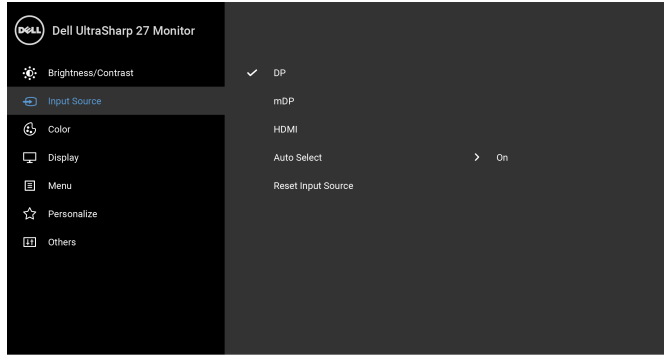 DELL
Dell UltraSharp 27 Monitor
Brightness/Contrast
Input Source
Color
Display
Menu
Personalize
Others
DP
mDP
HDMI
Auto Select
On
Reset Input Source